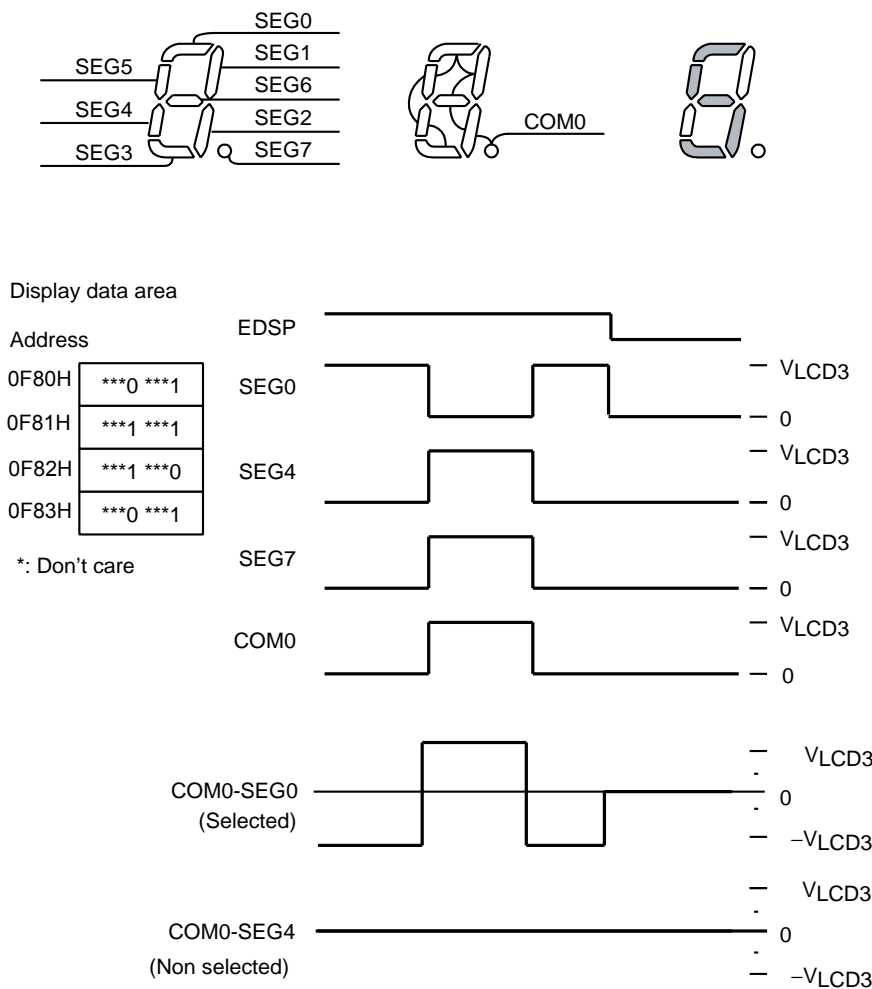 SEG0
SEG5 SEG1
SEG6
SEG4 SEG2 COM0
SEG3 SEG7
Display data area
Address
0F80H ***0 ***1
0F81H ***1 ***1
0F82H ***1 ***0
0F83H ***0 ***1
*: Don't care
EDSP
SEG0 VLCD3
0
SEG4 VLCD3
0
SEG7 VLCD3
0
COM0 VLCD3
0
VLCD3
COM0-SEG0 0
(Selected)
−VLCD3
VLCD3
COM0-SEG4 0
(Non selected)
−VLCD3